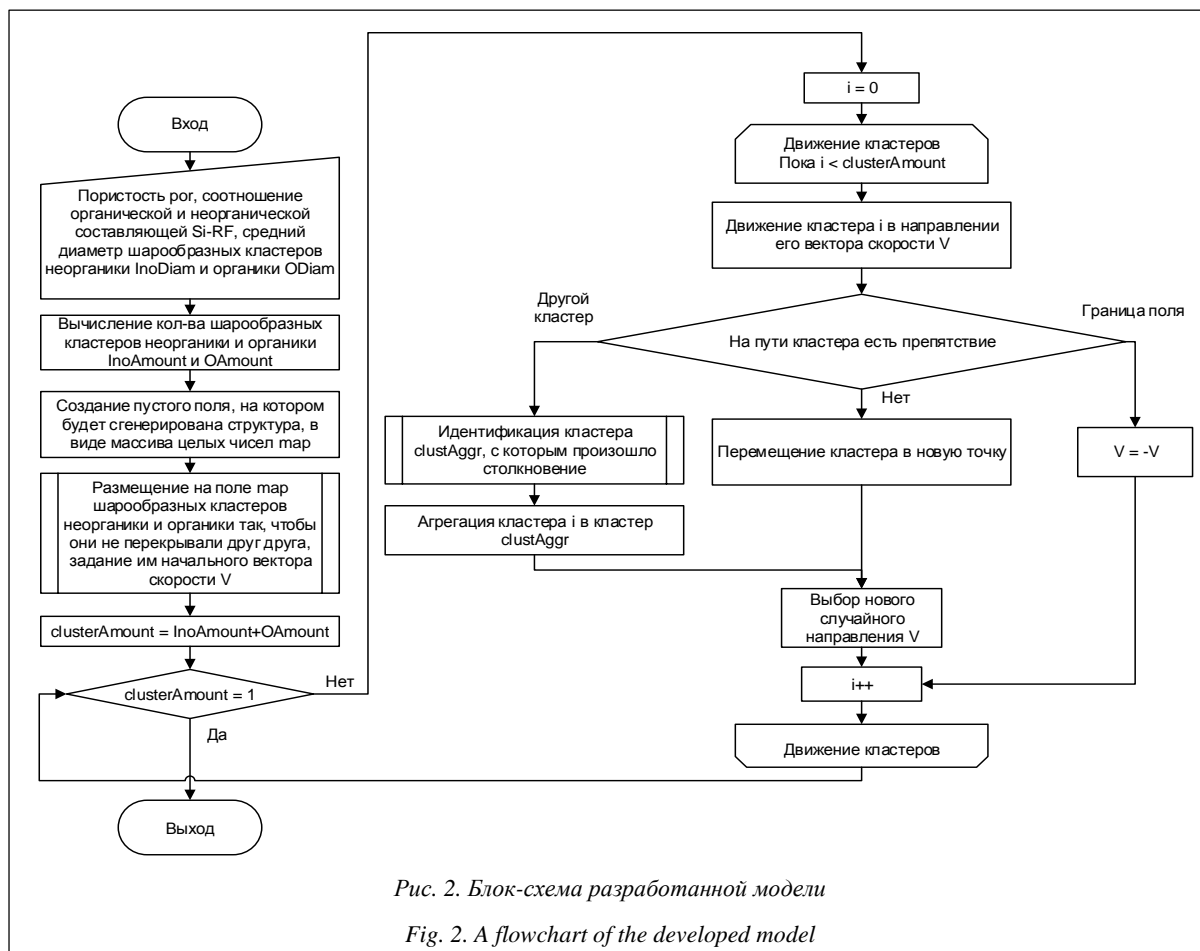 Вход
Пористость por, соотношение
органической и неорганической
составляющей Si-RF, средний
диаметр шарообразных кластеров
неорганики InoDiam и органики ODiam
Вычисление кол-ва шарообразных
кластеров неорганики и органики
InoAmount и OAmount
Создание пустого поля, на котором
будет сгенерирована структура, в
виде массива целых чисел map
Размещение на поле map
шарообразных кластеров
неорганики и органики так, чтобы
они не перекрывали друг друга,
задание им начального вектора
скорости V
clusterAmount = InoAmount+OAmount
clusterAmount = 1
Нет
Да
Выход
i = 0
Движение кластеров
Пока i < clusterAmount
Движение кластера i в направлении
его вектора скорости V
Другой
кластер
Граница поля
На пути кластера есть препятствие
Нет
Идентификация кластера
clustAggr, с которым произошло
столкновение
Перемещение кластера в новую точку
V = -V
Агрегация кластера i в кластер
clustAggr
Выбор нового
случайного
направления V
i++
Движение кластеров
Рис. 2. Блок-схема разработанной модели
Fig. 2. A flowchart of the developed model